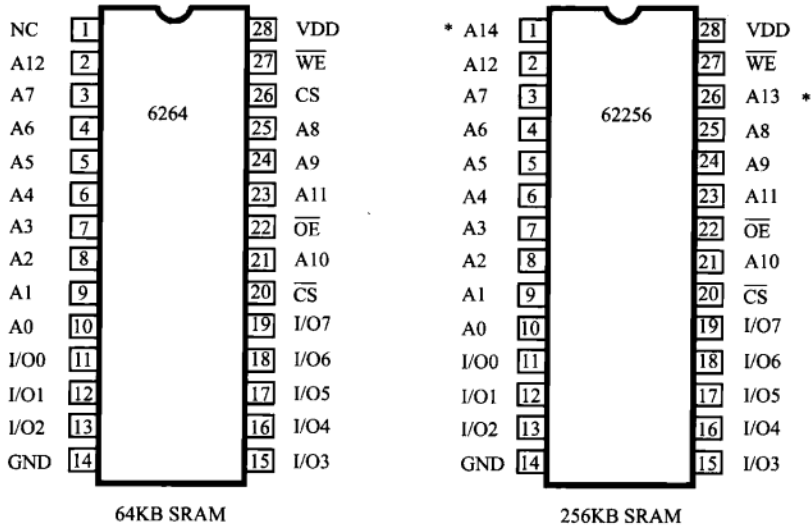 NC 1 28 VDD * A14 1 28 VDD
A12 2 27 WE A12 2 27 WE
A7 3 26 CS A7 3 26 A13 *
A6 4 6264 25 A8 A6 4 62256 25 A8
A5 5 24 A9 A5 5 24 A9
A4 6 23 A11 A4 6 23 A11
A3 7 22 OE A3 7 22 OE
A2 8 21 A10 A2 8 21 A10
A1 9 20 CS A1 9 20 CS
A0 10 19 I/O7 A0 10 19 I/O7
I/O0 11 18 I/O6 I/O0 11 18 I/O6
I/O1 12 17 I/O5 I/O1 12 17 I/O5
I/O2 13 16 I/O4 I/O2 13 16 I/O4
GND 14 15 I/O3 GND 14 15 I/O3
64KB SRAM 256KB SRAM